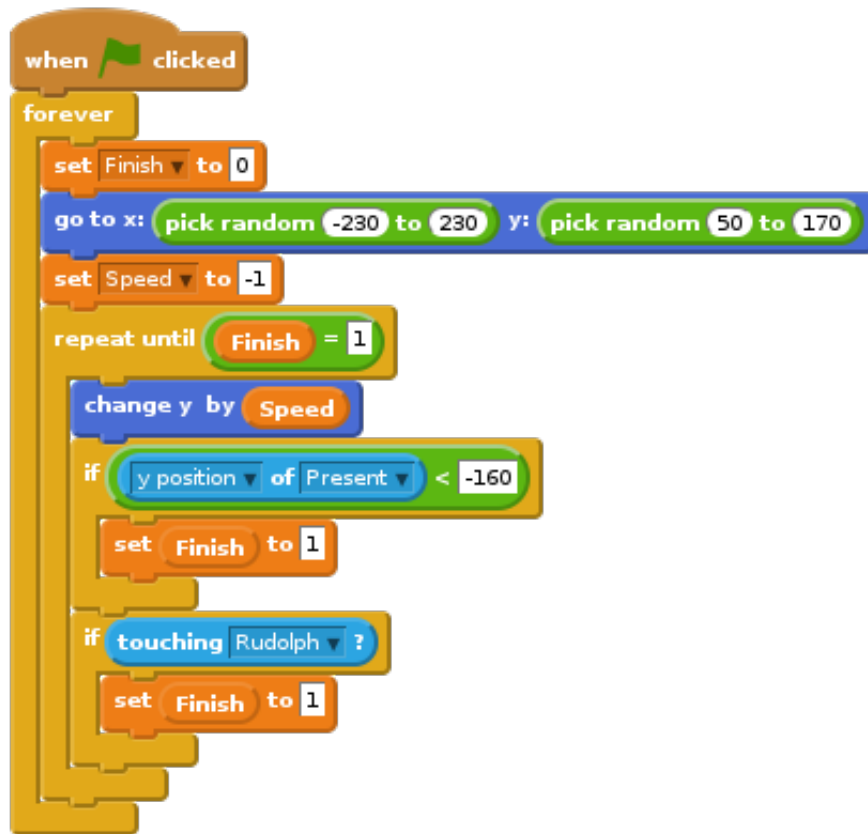 when clicked
forever
set Finish to 0
go to x: pick random -230 to 230 y: pick random 50 to 170
set Speed to -1
repeat until Finish = 1
change y by Speed
if y position of Present < -160
set Finish to 1
if touching Rudolph ?
set Finish to 1